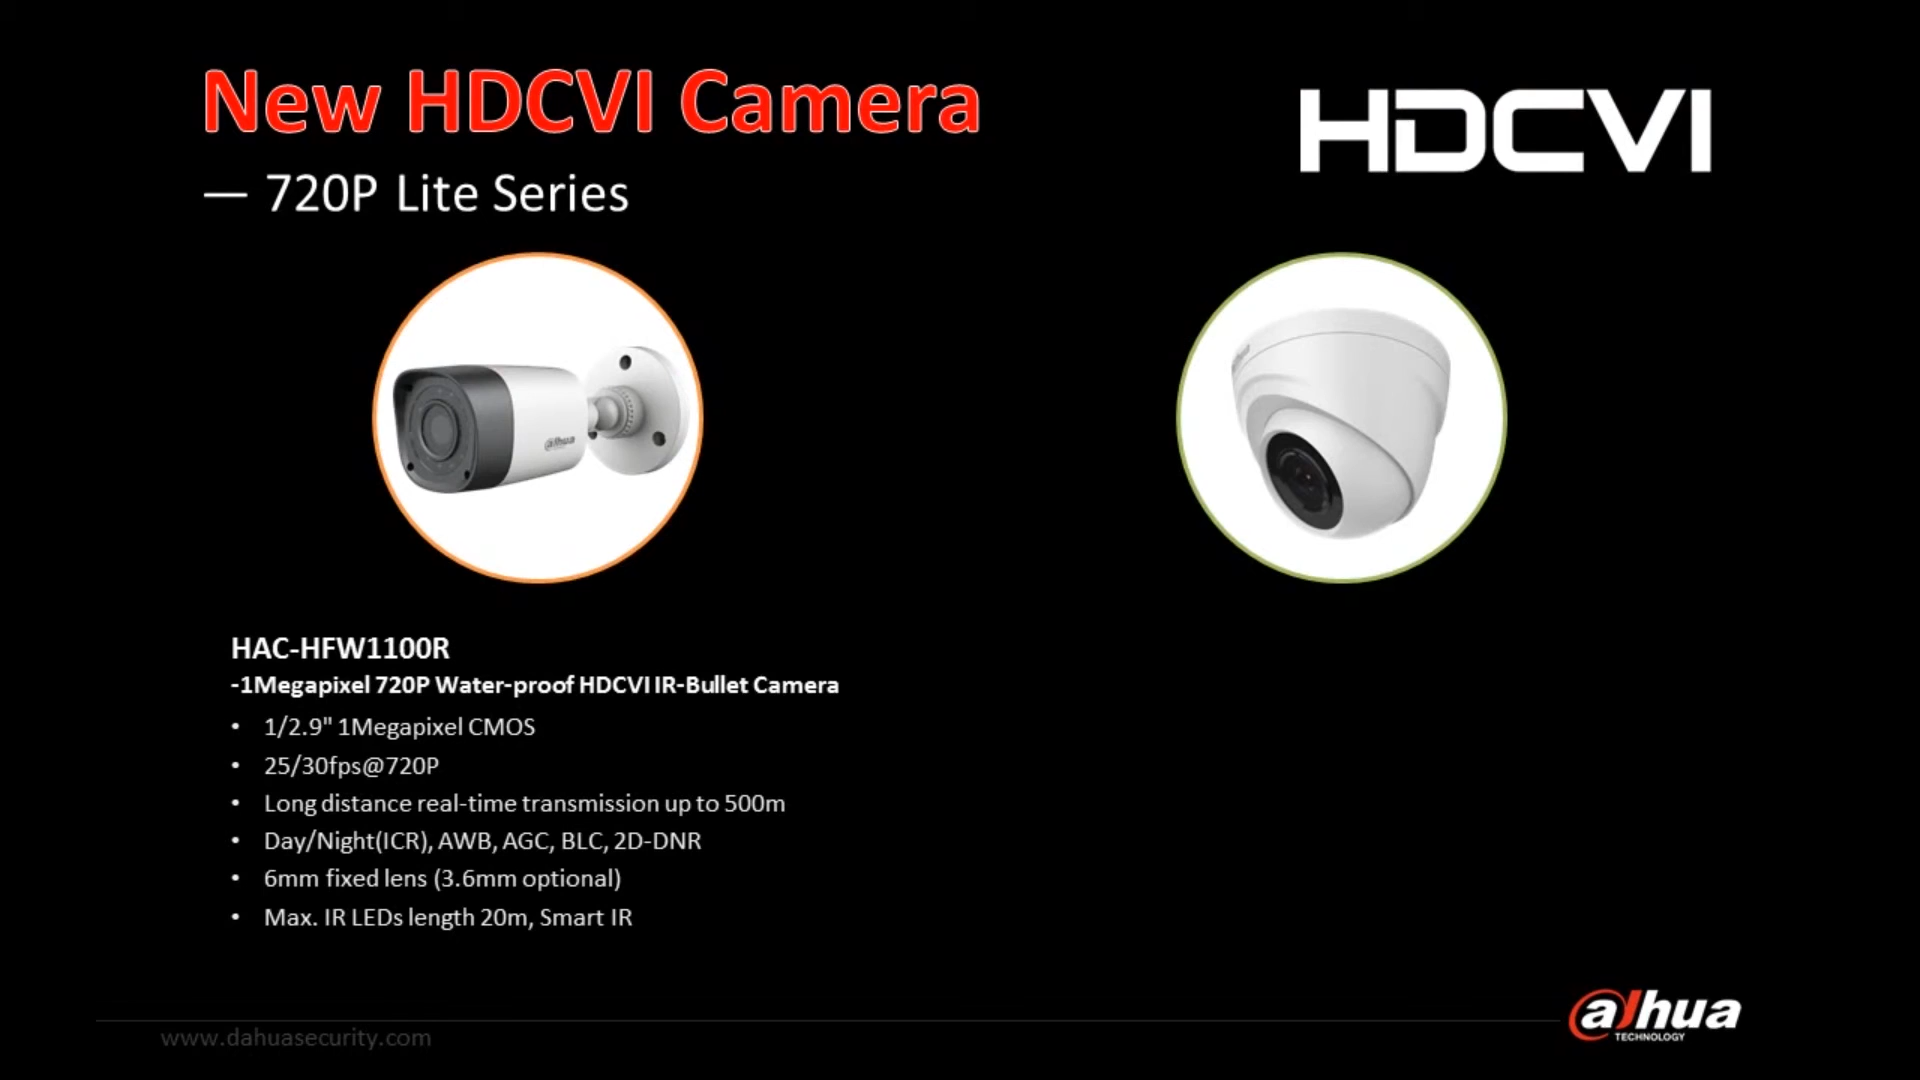 New HDCVI Camera
— 720P Lite Series
HDCVI
alhua
HAC-HFW1100R
-1Megapixel 720P Water-proof HDCVI IR-Bullet Camera
• 1/2.9" 1Megapixel CMOS
• 25/30fps@720P
• Long distance real-time transmission up to 500m
• Day/Night(ICR), AWB, AGC, BLC, 2D-DNR
• 6mm fixed lens (3.6mm optional)
• Max. IR LEDs length 20m, Smart IR
www.dahuasecurity.com
alhua
TECHNOLOGY